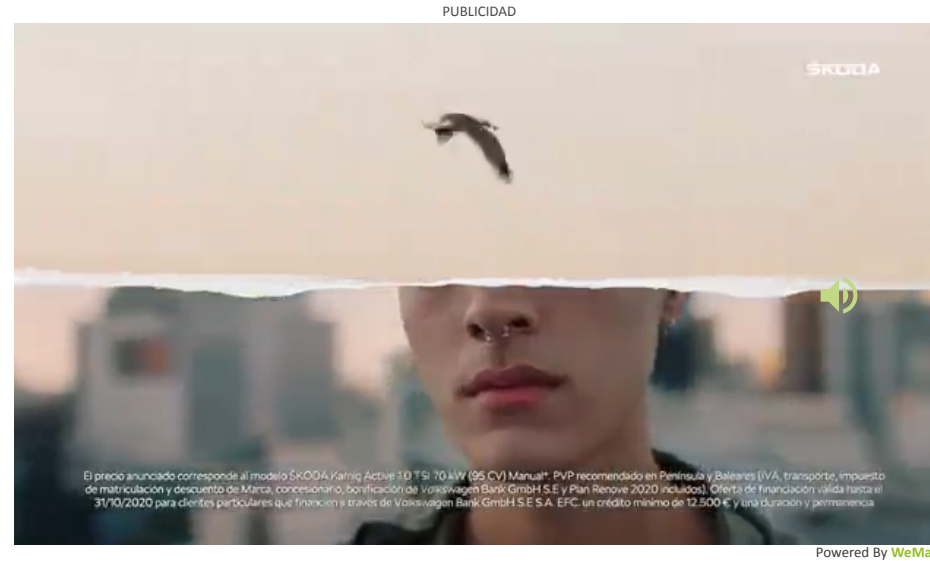 PUBLICIDAD
ŠKODA
El precio anunciado corresponde al modelo ŠKODA Kamiq Active 1.0 TSI 70 kW (95 CV) Manual*. PVP recomendado en Península y Baleares (IVA, transporte, impuesto
de matriculación y descuento de Marca, concesionario, bonificación de Volkswagen Bank GmbH S.E y Plan Renove 2020 incluidos). Oferta de financiación válida hasta el
31/10/2020 para clientes particulares que financien a través de Volkswagen Bank GmbH S.E S.A. EFC. un crédito mínimo de 12.500 € y una duración y permanencia
Powered By WeMa